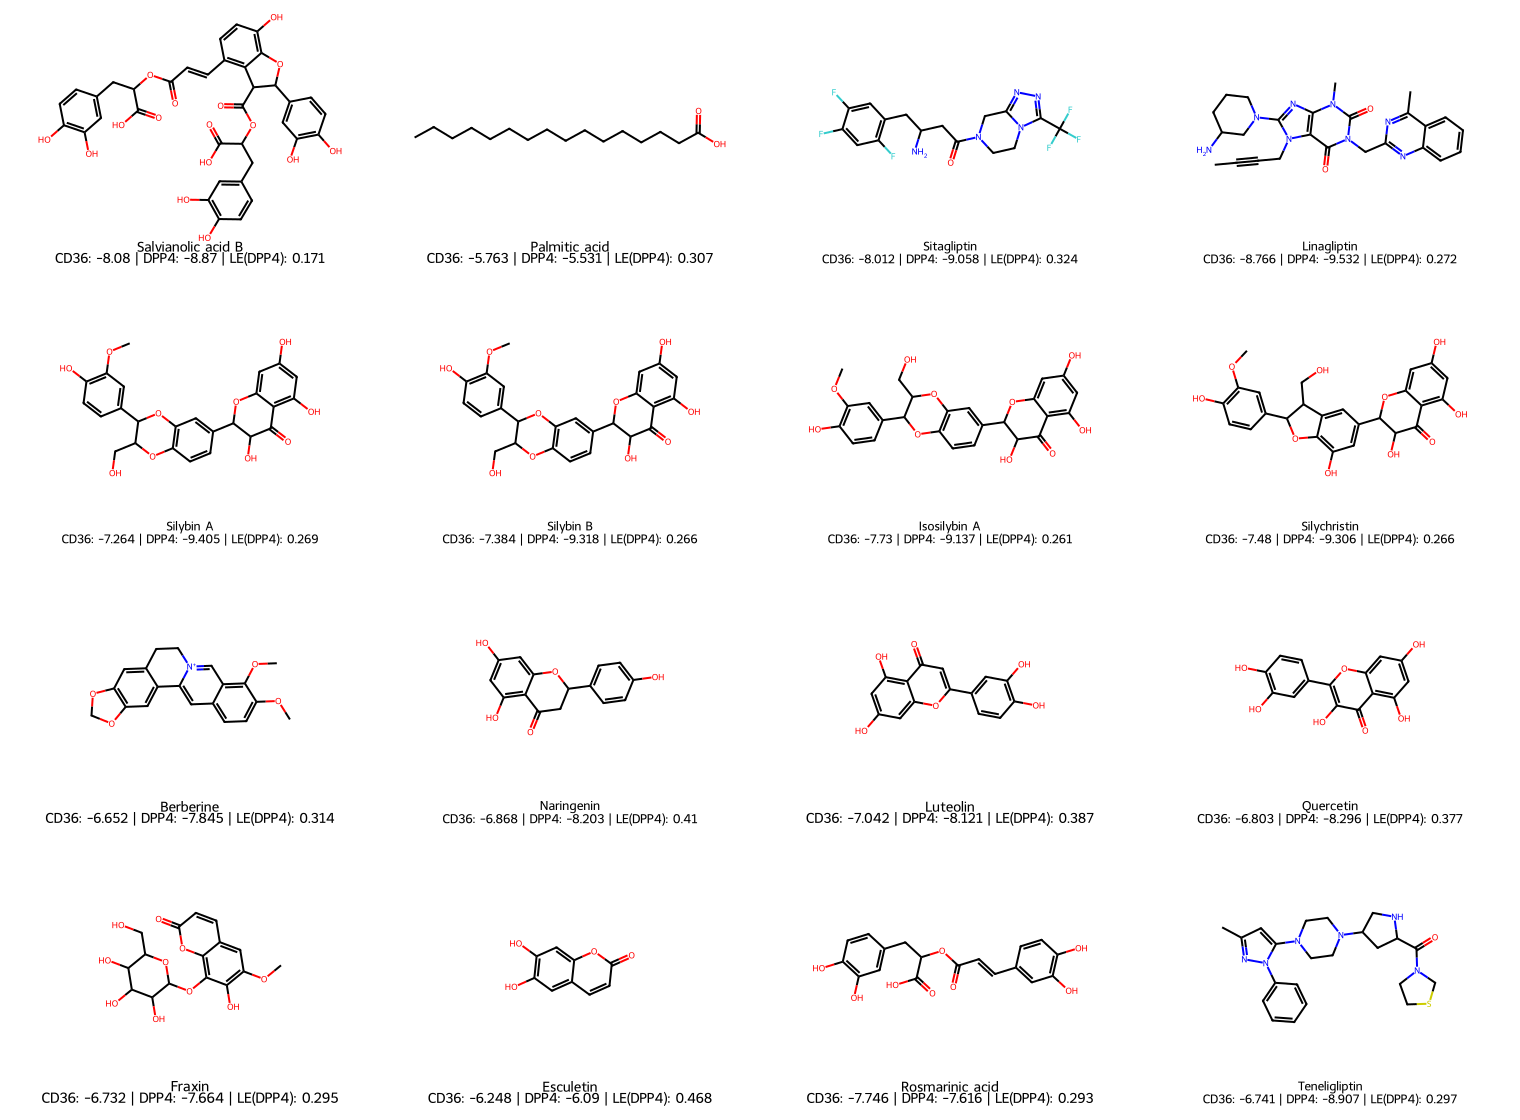 Salvianolic acid B
CD36: -8.08 | DPP4: -8.87 | LE(DPP4): 0.171
Palmitic acid
CD36: -5.763 | DPP4: -5.531 | LE(DPP4): 0.307
Sitagliptin
CD36: -8.012 | DPP4: -9.058 | LE(DPP4): 0.324
Linagliptin
CD36: -8.766 | DPP4: -9.532 | LE(DPP4): 0.272
Silybin A
CD36: -7.264 | DPP4: -9.405 | LE(DPP4): 0.269
Silybin B
CD36: -7.384 | DPP4: -9.318 | LE(DPP4): 0.266
Isosilybin A
CD36: -7.73 | DPP4: -9.137 | LE(DPP4): 0.261
Silychristin
CD36: -7.48 | DPP4: -9.306 | LE(DPP4): 0.266
Berberine
CD36: -6.652 | DPP4: -7.845 | LE(DPP4): 0.314
Naringenin
CD36: -6.868 | DPP4: -8.203 | LE(DPP4): 0.41
Luteolin
CD36: -7.042 | DPP4: -8.121 | LE(DPP4): 0.387
Quercetin
CD36: -6.803 | DPP4: -8.296 | LE(DPP4): 0.377
Fraxin
CD36: -6.732 | DPP4: -7.664 | LE(DPP4): 0.295
Esculetin
CD36: -6.248 | DPP4: -6.09 | LE(DPP4): 0.468
Rosmarinic acid
CD36: -7.746 | DPP4: -7.616 | LE(DPP4): 0.293
Teneligliptin
CD36: -6.741 | DPP4: -8.907 | LE(DPP4): 0.297